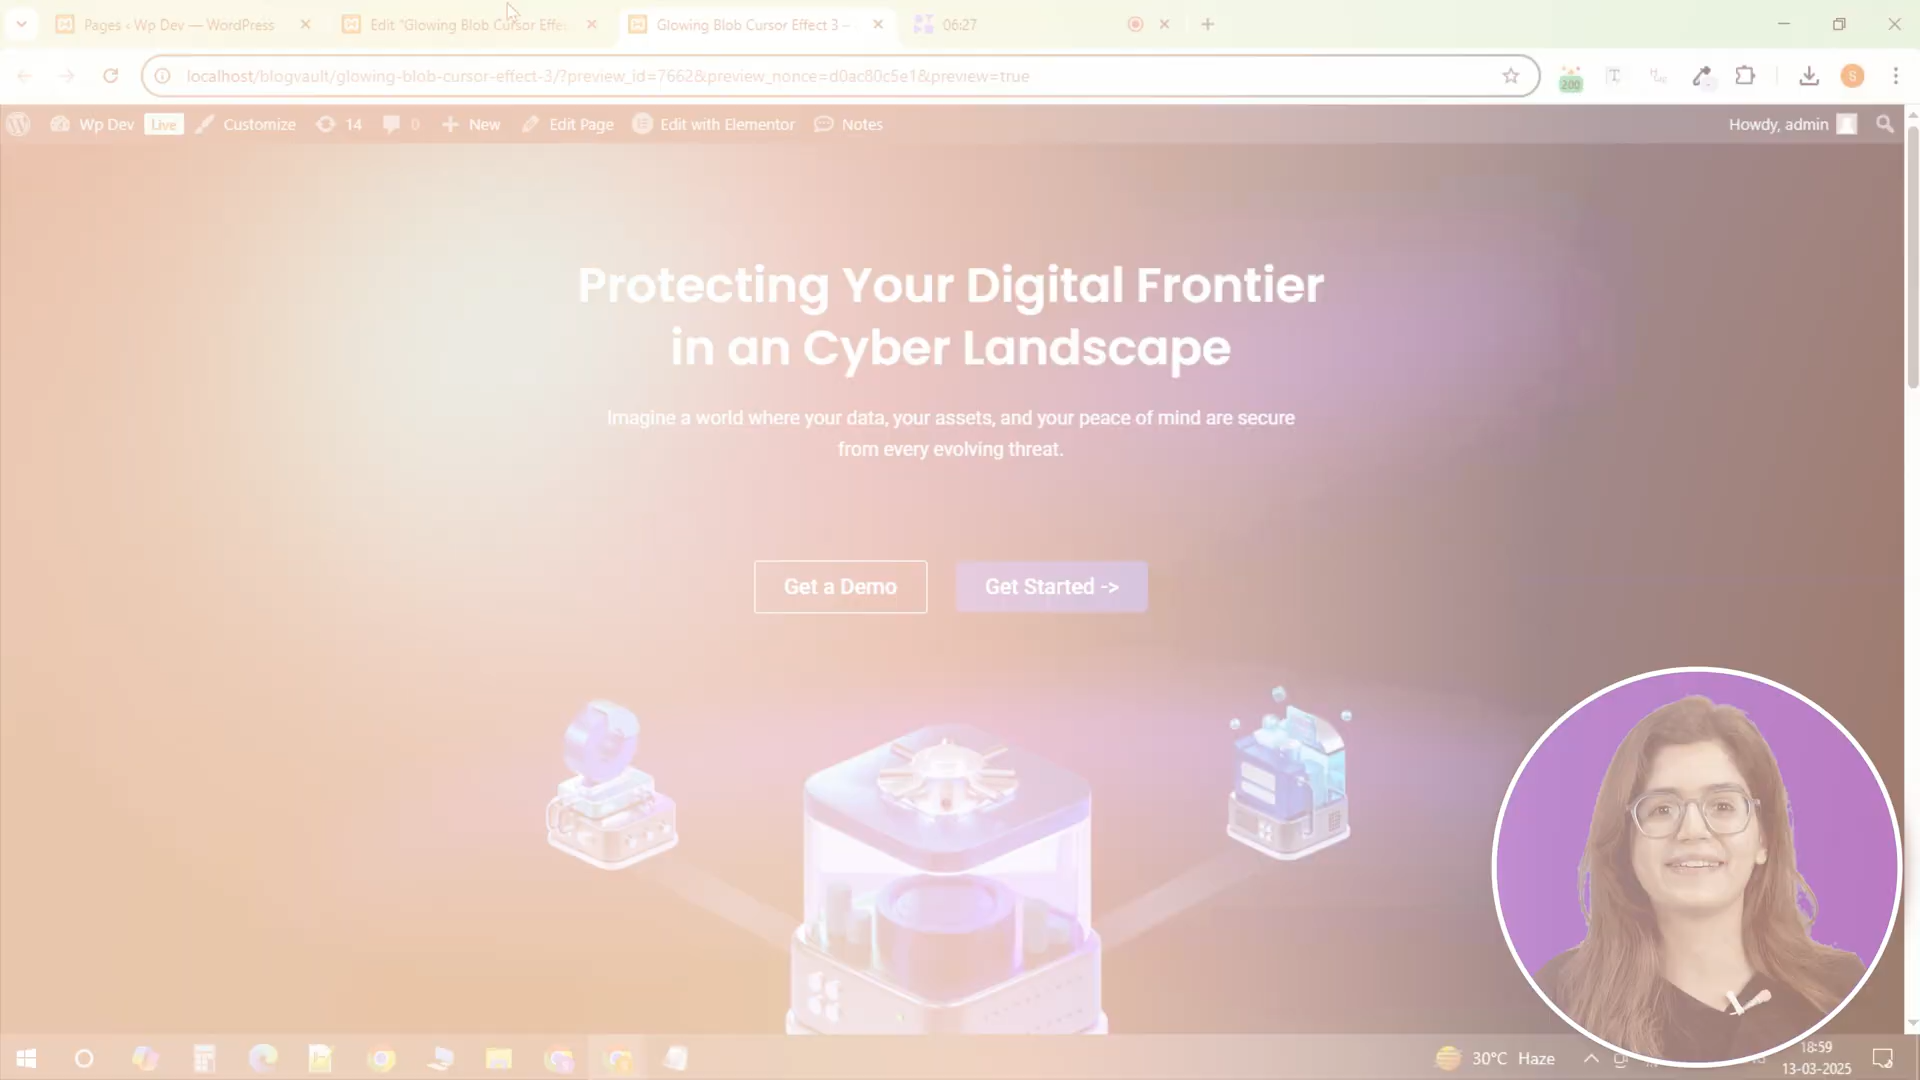 Pages ‹ Wp Dev — WordPress
Edit "Glowing Blob Cursor Effe
Glowing Blob Cursor Effect 3 –
06:27
localhost/blogvault/glowing-blob-cursor-effect-3/?preview_id=7662&preview_nonce=d0ac80c5e1&preview=true
200
S
Wp Dev
Live
Customize
14
0
New
Edit Page
Edit with Elementor
Notes
Howdy, admin
Protecting Your Digital Frontier
in an Cyber Landscape
Imagine a world where your data, your assets, and your peace of mind are secure
from every evolving threat.
Get a Demo
Get Started ->
30°C Haze
18:59
13-03-2025